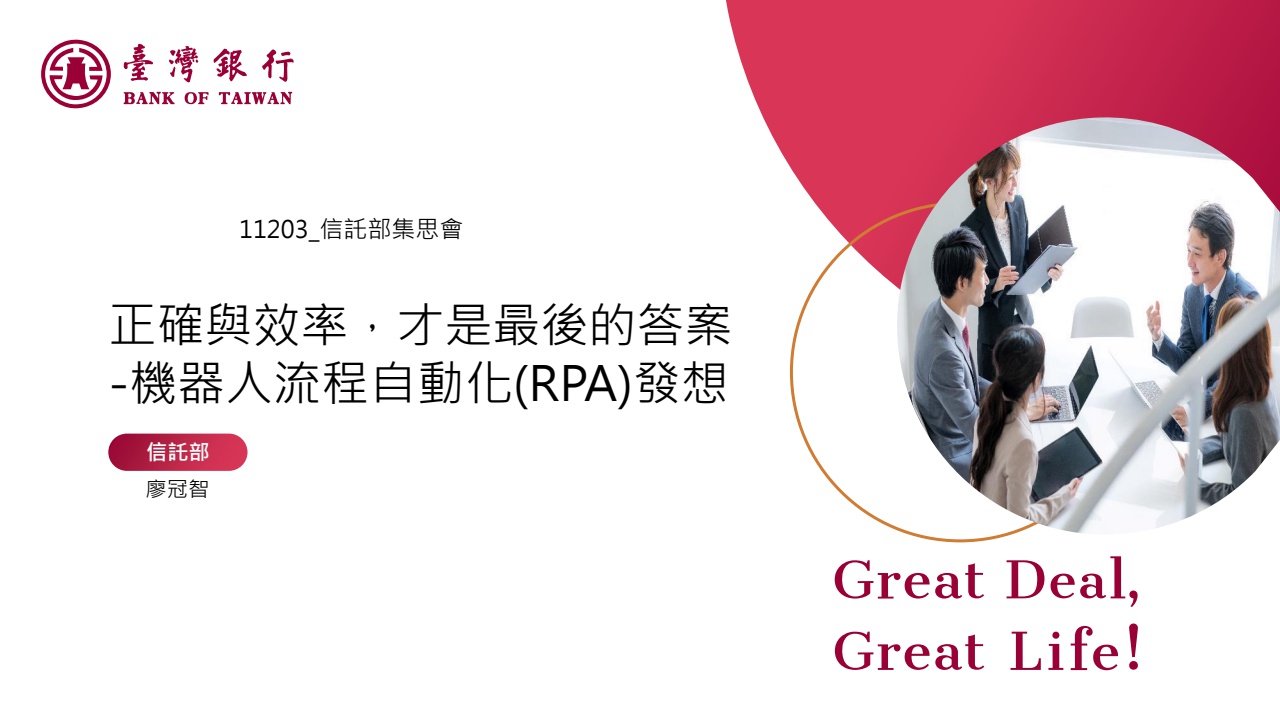 臺灣銀行
BANK OF TAIWAN
11203_信託部集思會
正確與效率，才是最後的答案
-機器人流程自動化(RPA)發想
信託部
廖冠智
Great Deal,
Great Life!